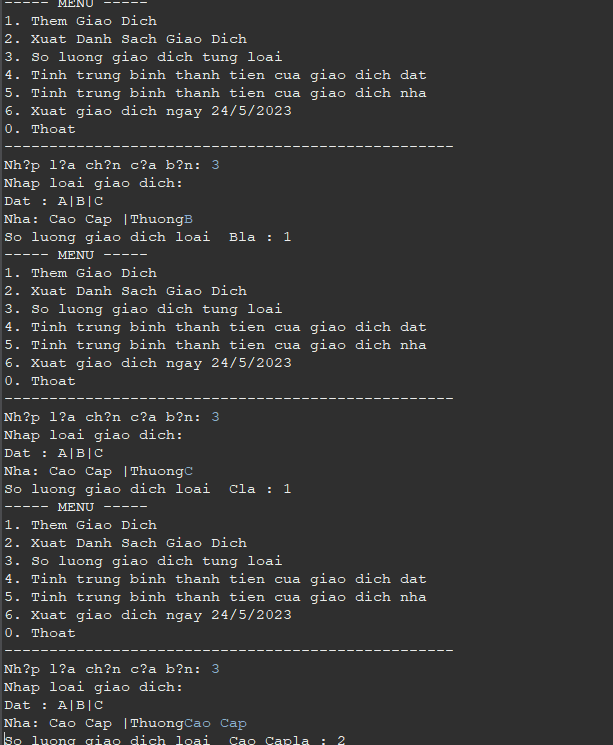 ----- MENU -----
1. Them Giao Dich
2. Xuat Danh Sach Giao Dich
3. So luong giao dich tung loai
4. Tinh trung binh thanh tien cua giao dich dat
5. Tinh trung binh thanh tien cua giao dich nha
6. Xuat giao dich ngay 24/5/2023
0. Thoat
--------------------------------------------------
Nh?p l?a ch?n c?a b?n: 3
Nhap loai giao dich:
Dat : A|B|C
Nha: Cao Cap |ThuongB
So luong giao dich loai  Bla : 1
----- MENU -----
1. Them Giao Dich
2. Xuat Danh Sach Giao Dich
3. So luong giao dich tung loai
4. Tinh trung binh thanh tien cua giao dich dat
5. Tinh trung binh thanh tien cua giao dich nha
6. Xuat giao dich ngay 24/5/2023
0. Thoat
--------------------------------------------------
Nh?p l?a ch?n c?a b?n: 3
Nhap loai giao dich:
Dat : A|B|C
Nha: Cao Cap |ThuongC
So luong giao dich loai  Cla : 1
----- MENU -----
1. Them Giao Dich
2. Xuat Danh Sach Giao Dich
3. So luong giao dich tung loai
4. Tinh trung binh thanh tien cua giao dich dat
5. Tinh trung binh thanh tien cua giao dich nha
6. Xuat giao dich ngay 24/5/2023
0. Thoat
--------------------------------------------------
Nh?p l?a ch?n c?a b?n: 3
Nhap loai giao dich:
Dat : A|B|C
Nha: Cao Cap |ThuongCao Cap
So luong giao dich loai  Cao Capla : 2